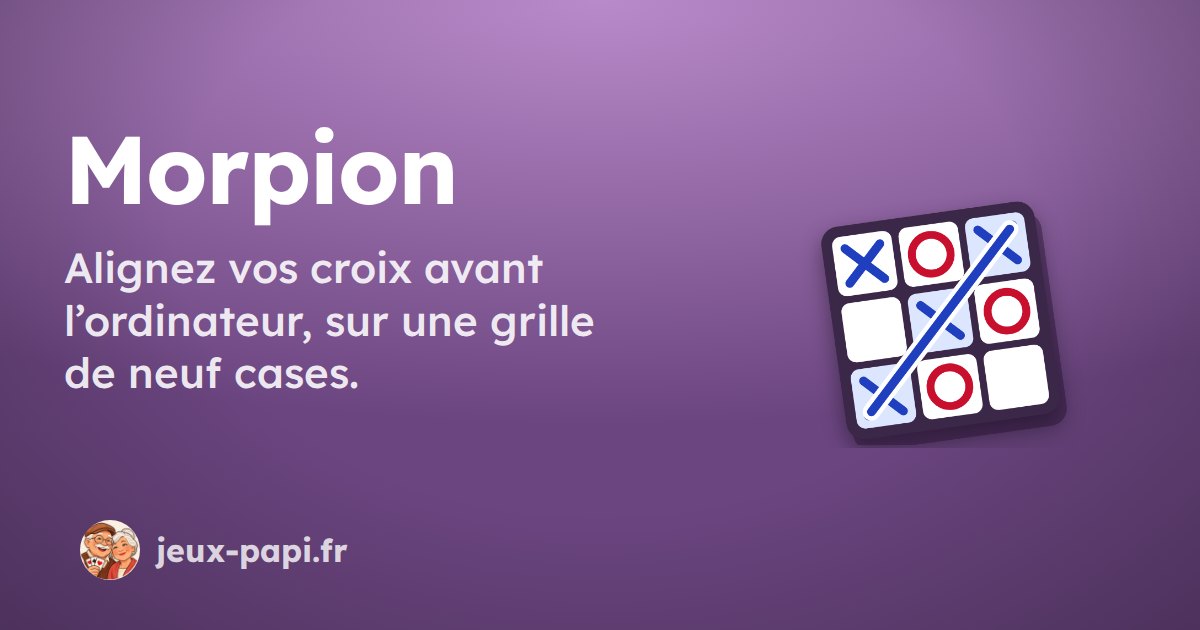 Morpion
Alignez vos croix avant
l’ordinateur, sur une grille
de neuf cases.
jeux-papi.fr